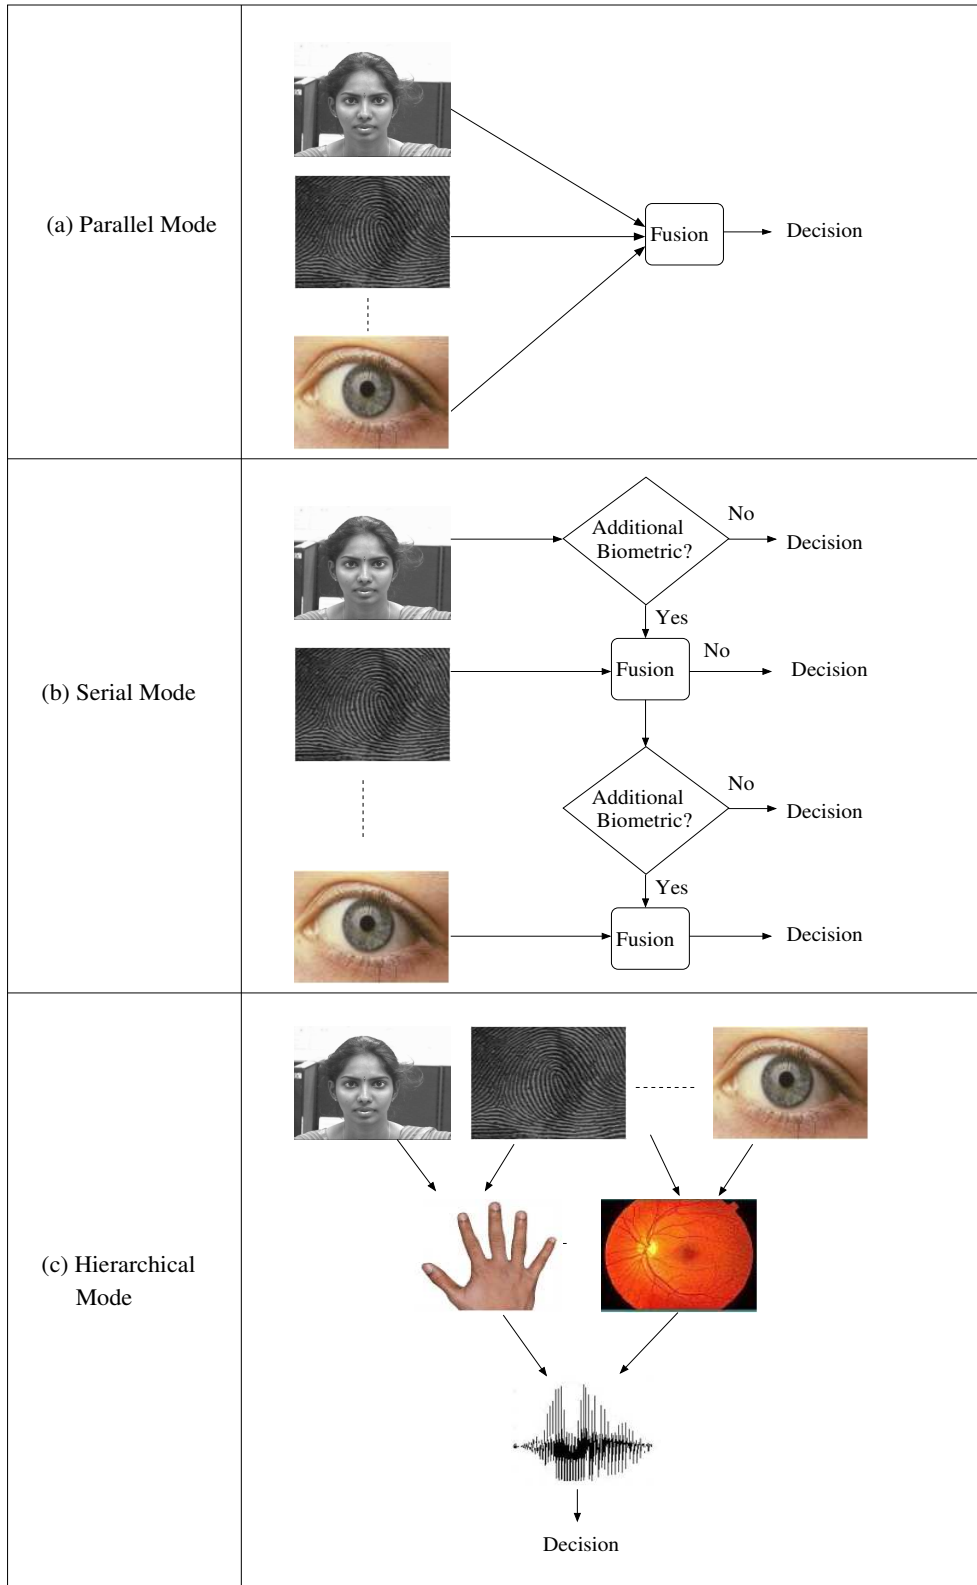 (a) Parallel Mode
Fusion
Decision
(b) Serial Mode
Additional
Biometric?
No
Decision
Yes
Fusion
No
Decision
Additional
Biometric?
No
Decision
Yes
Fusion
Decision
(c) Hierarchical
Mode
Decision